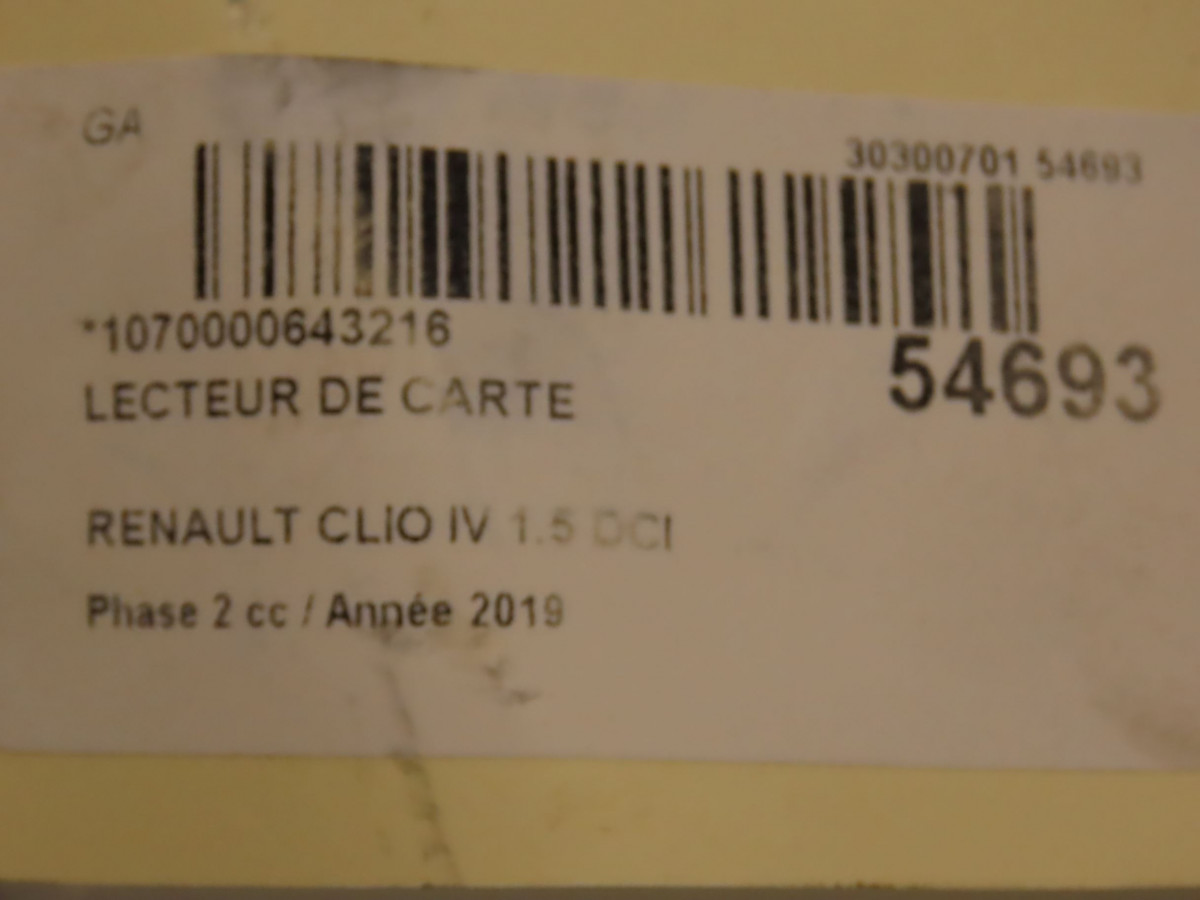 GA
30300701 54693
*1070000643216
54693
LECTEUR DE CARTE
RENAULT CLIO IV 1.5 DCI
Phase 2 cc / Année 2019